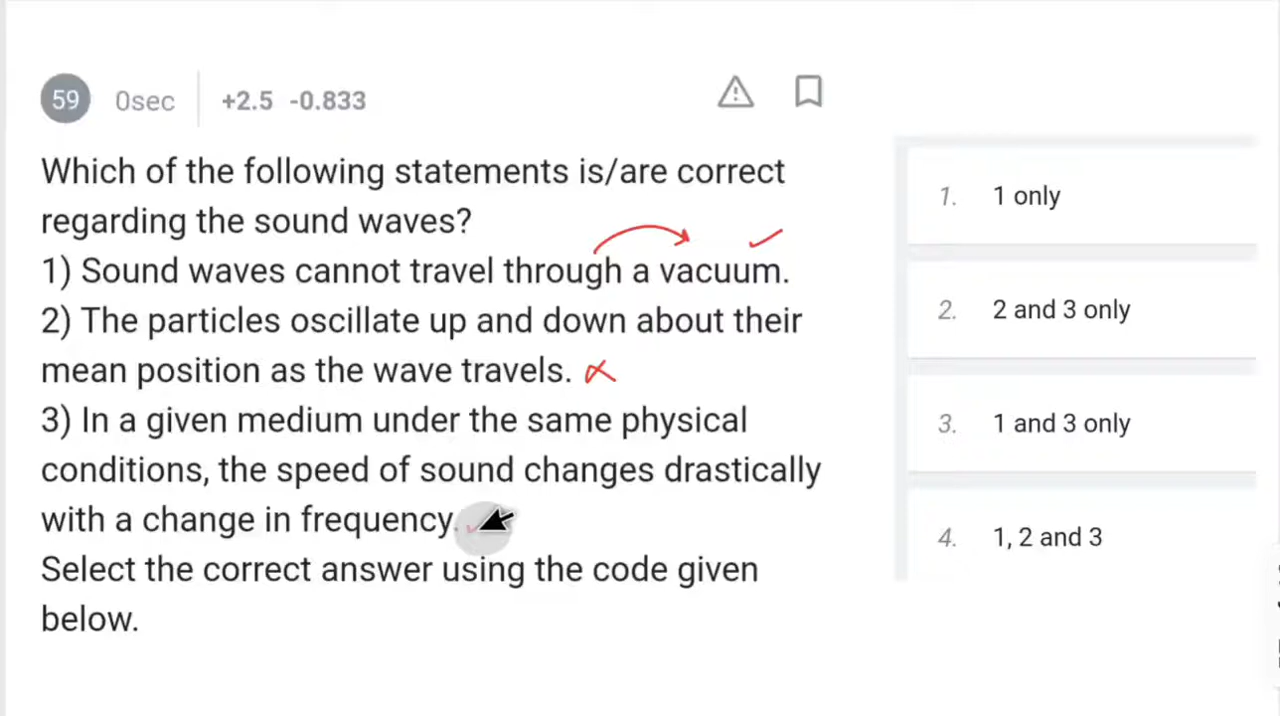 59 0sec +2.5 -0.833
Which of the following statements is/are correct
regarding the sound waves?
1) Sound waves cannot travel through a vacuum.
2) The particles oscillate up and down about their
mean position as the wave travels.
3) In a given medium under the same physical
conditions, the speed of sound changes drastically
with a change in frequency.
Select the correct answer using the code given
below.
1. 1 only
2. 2 and 3 only
3. 1 and 3 only
4. 1, 2 and 3